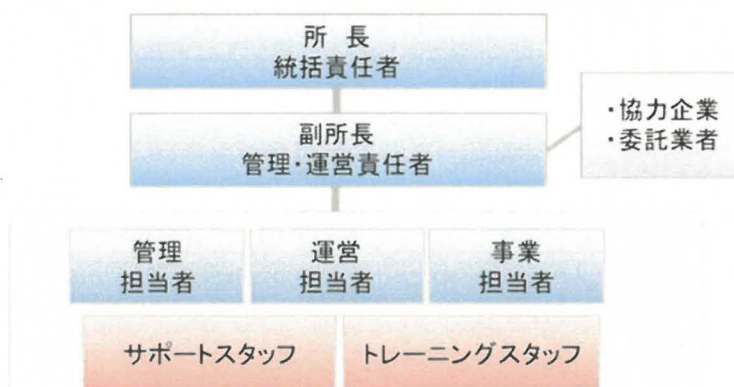 所 長
統括責任者
副所長
管理・運営責任者
・協力企業
・委託業者
管理
担当者
運営
担当者
事業
担当者
サポートスタッフ
トレーニングスタッフ